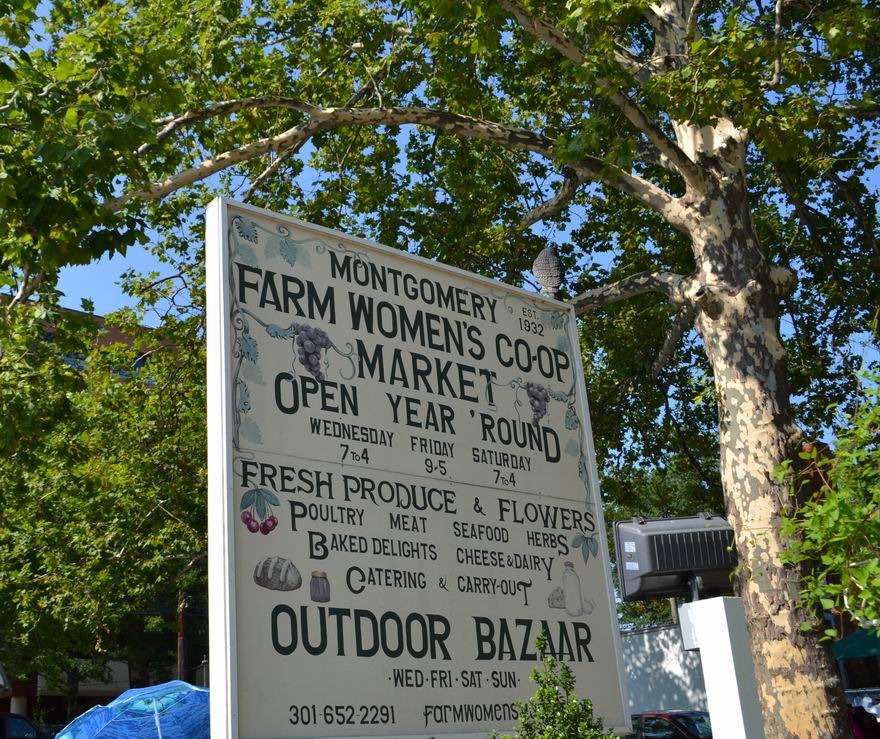 MONTGOMERY
EST. 1932
FARM WOMEN'S CO-OP
MARKET
OPEN YEAR 'ROUND
WEDNESDAY FRIDAY SATURDAY
7 TO 4 9-5 7 TO 4
FRESH PRODUCE & FLOWERS
POULTRY MEAT SEAFOOD HERBS
BAKED DELIGHTS CHEESE & DAIRY
CATERING & CARRY-OUT
OUTDOOR BAZAAR
·WED·FRI·SAT·SUN·
301-652-2291 farmwomens